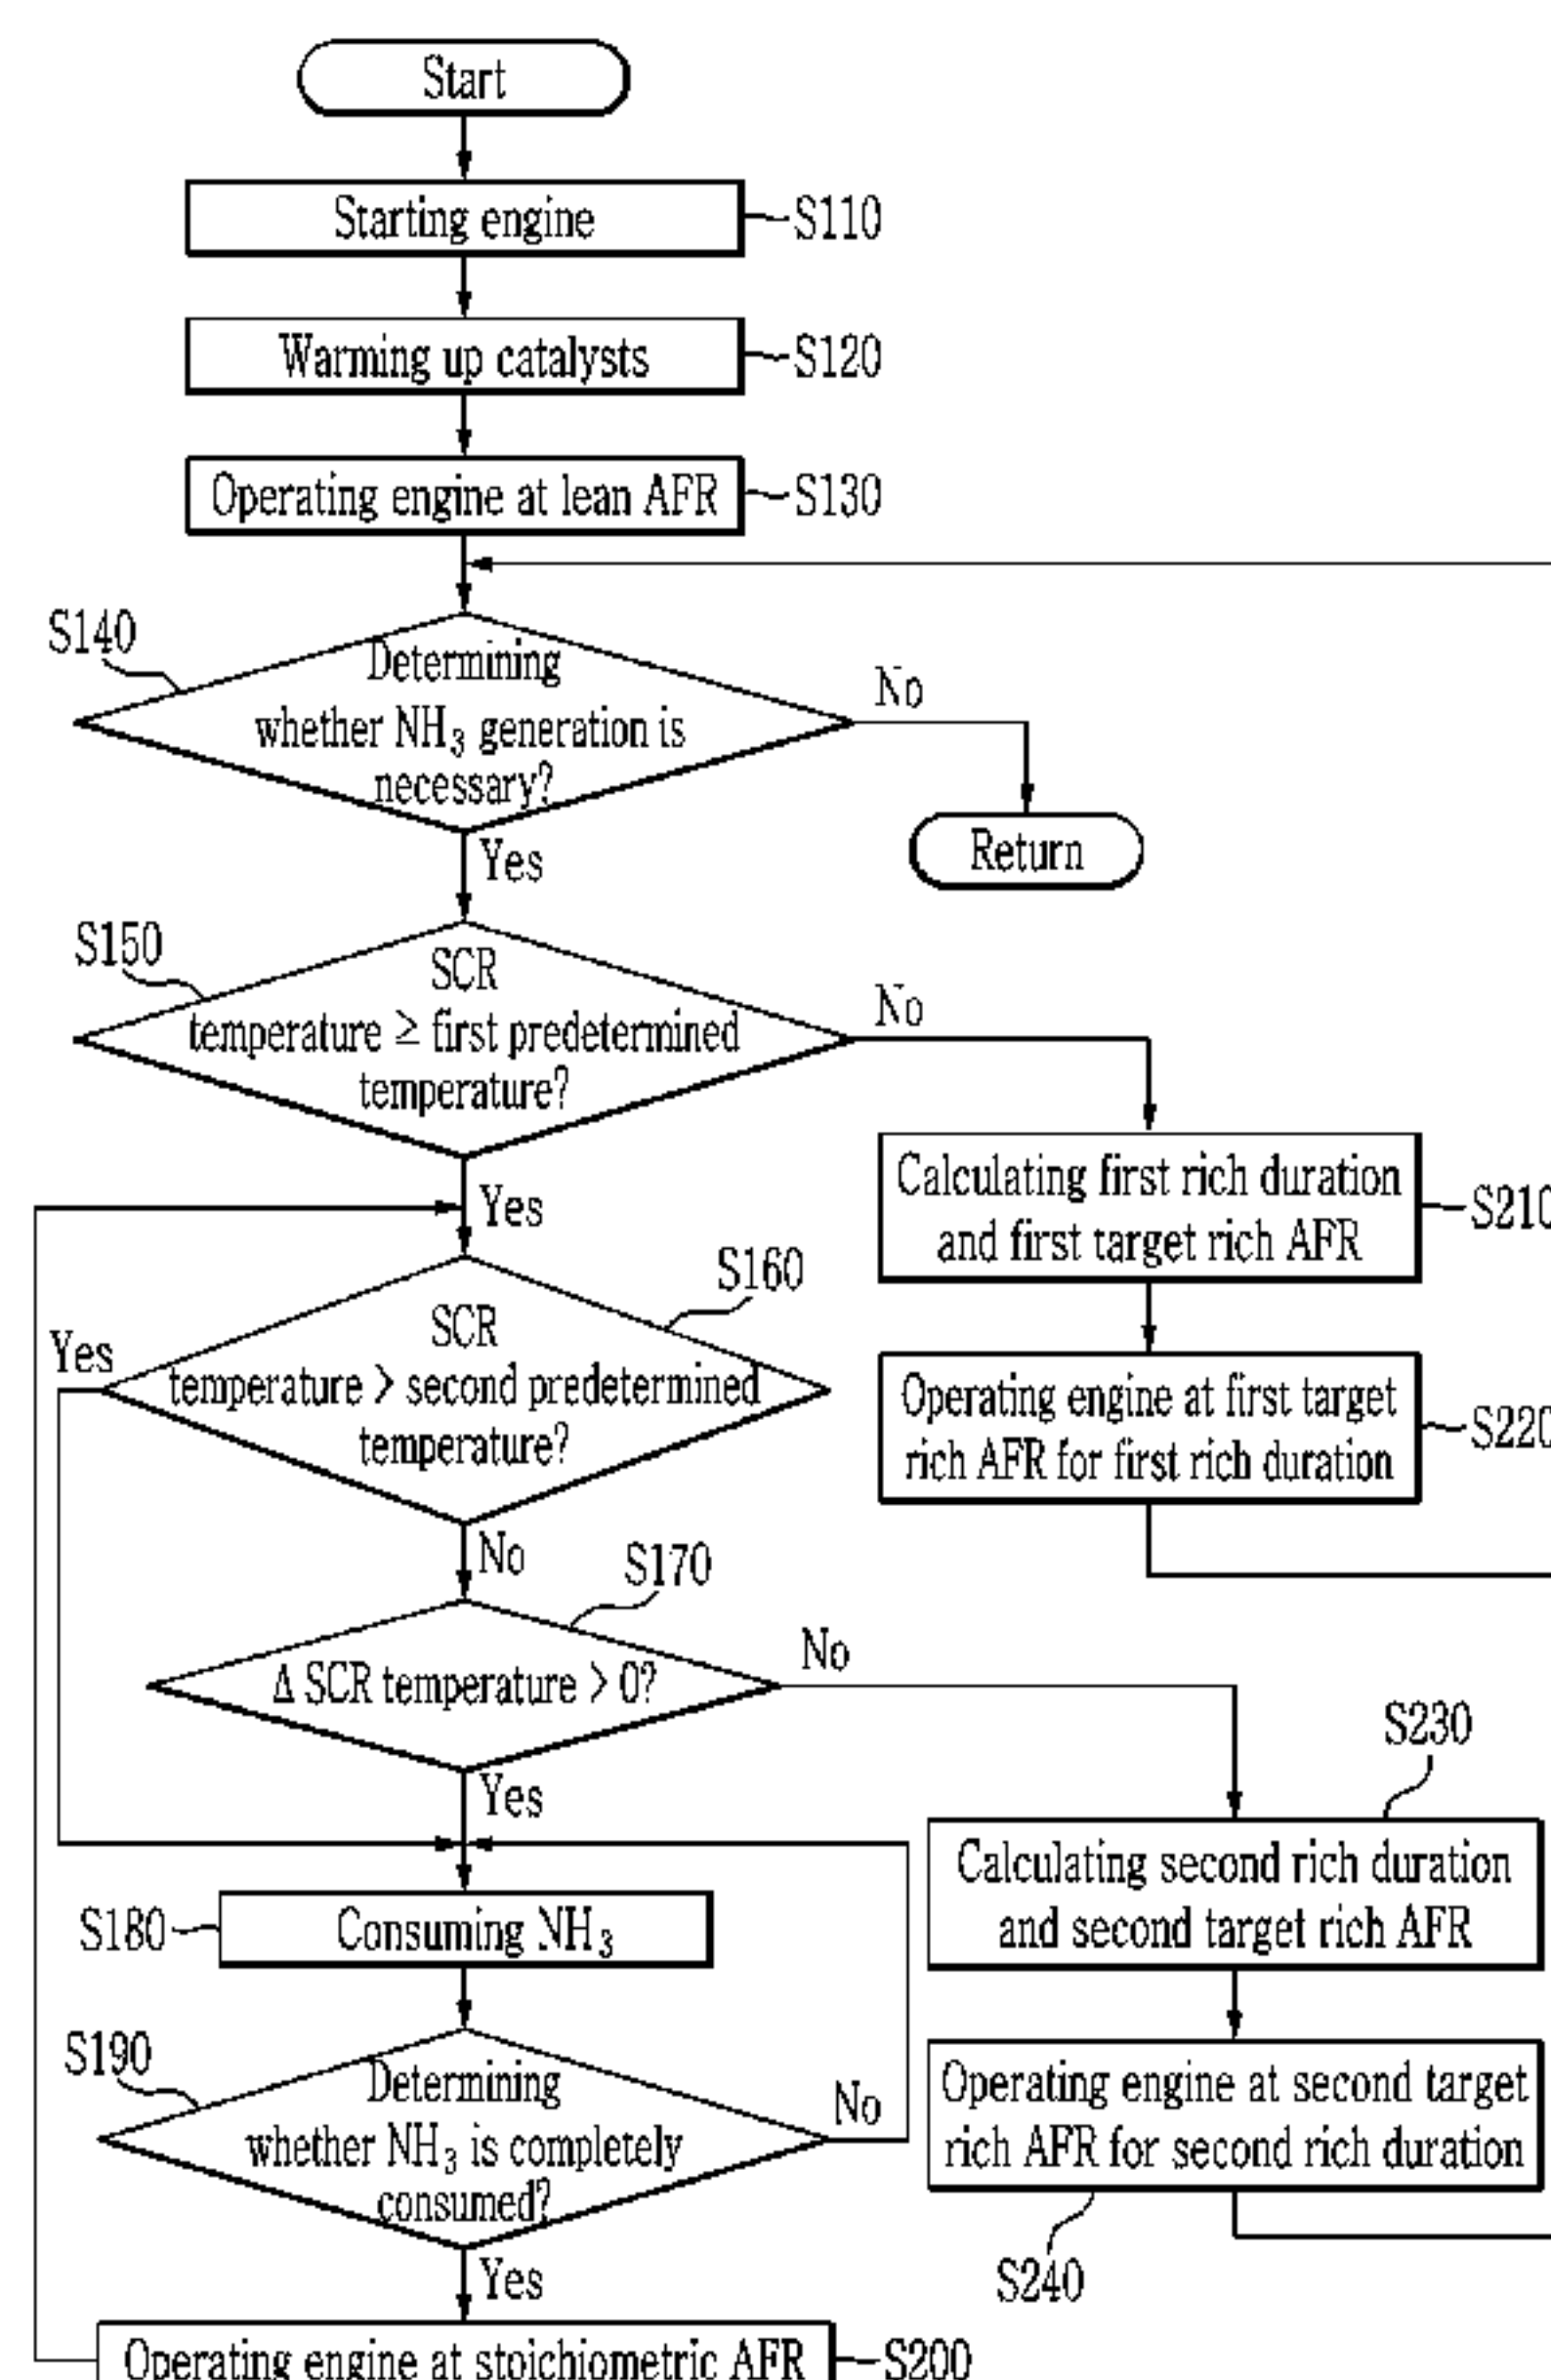 Start
Starting engine
S110
Warming up catalysts
S120
Operating engine at lean AFR
S130
S140
Determining
whether NH3 generation is
necessary?
No
Return
Yes
S150
SCR
temperature ≥ first predetermined
temperature?
No
Yes
Calculating first rich duration
and first target rich AFR
S210
S160
SCR
temperature > second predetermined
temperature?
Yes
No
Operating engine at first target
rich AFR for first rich duration
S220
S170
Δ SCR temperature > 0?
No
Yes
S230
Calculating second rich duration
and second target rich AFR
S180
Consuming NH3
S190
Determining
whether NH3 is completely
consumed?
No
Yes
Operating engine at second target
rich AFR for second rich duration
S240
Operating engine at stoichiometric AFR
S200